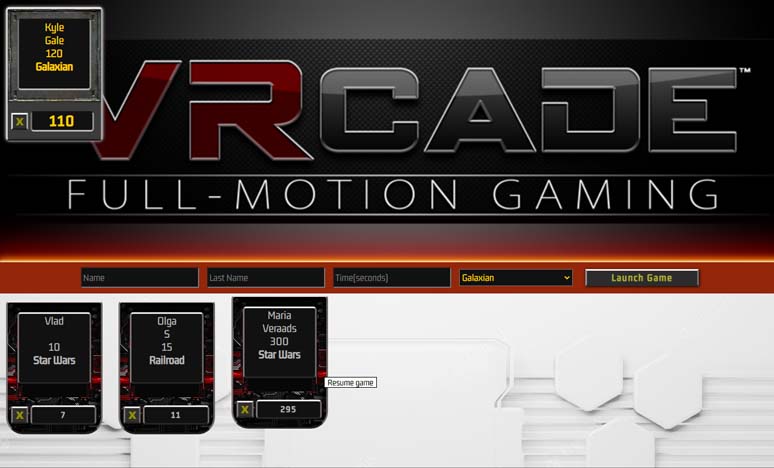 Kyle
Gale
120
Galaxian
X 110
VRCADE™
FULL-MOTION GAMING
Name Last Name Time(seconds) Galaxian Launch Game
Vlad
10
Star Wars
X 7
Olga
S
15
Railroad
X 11
Maria
Veraads
300
Star Wars
X 295
Resume game